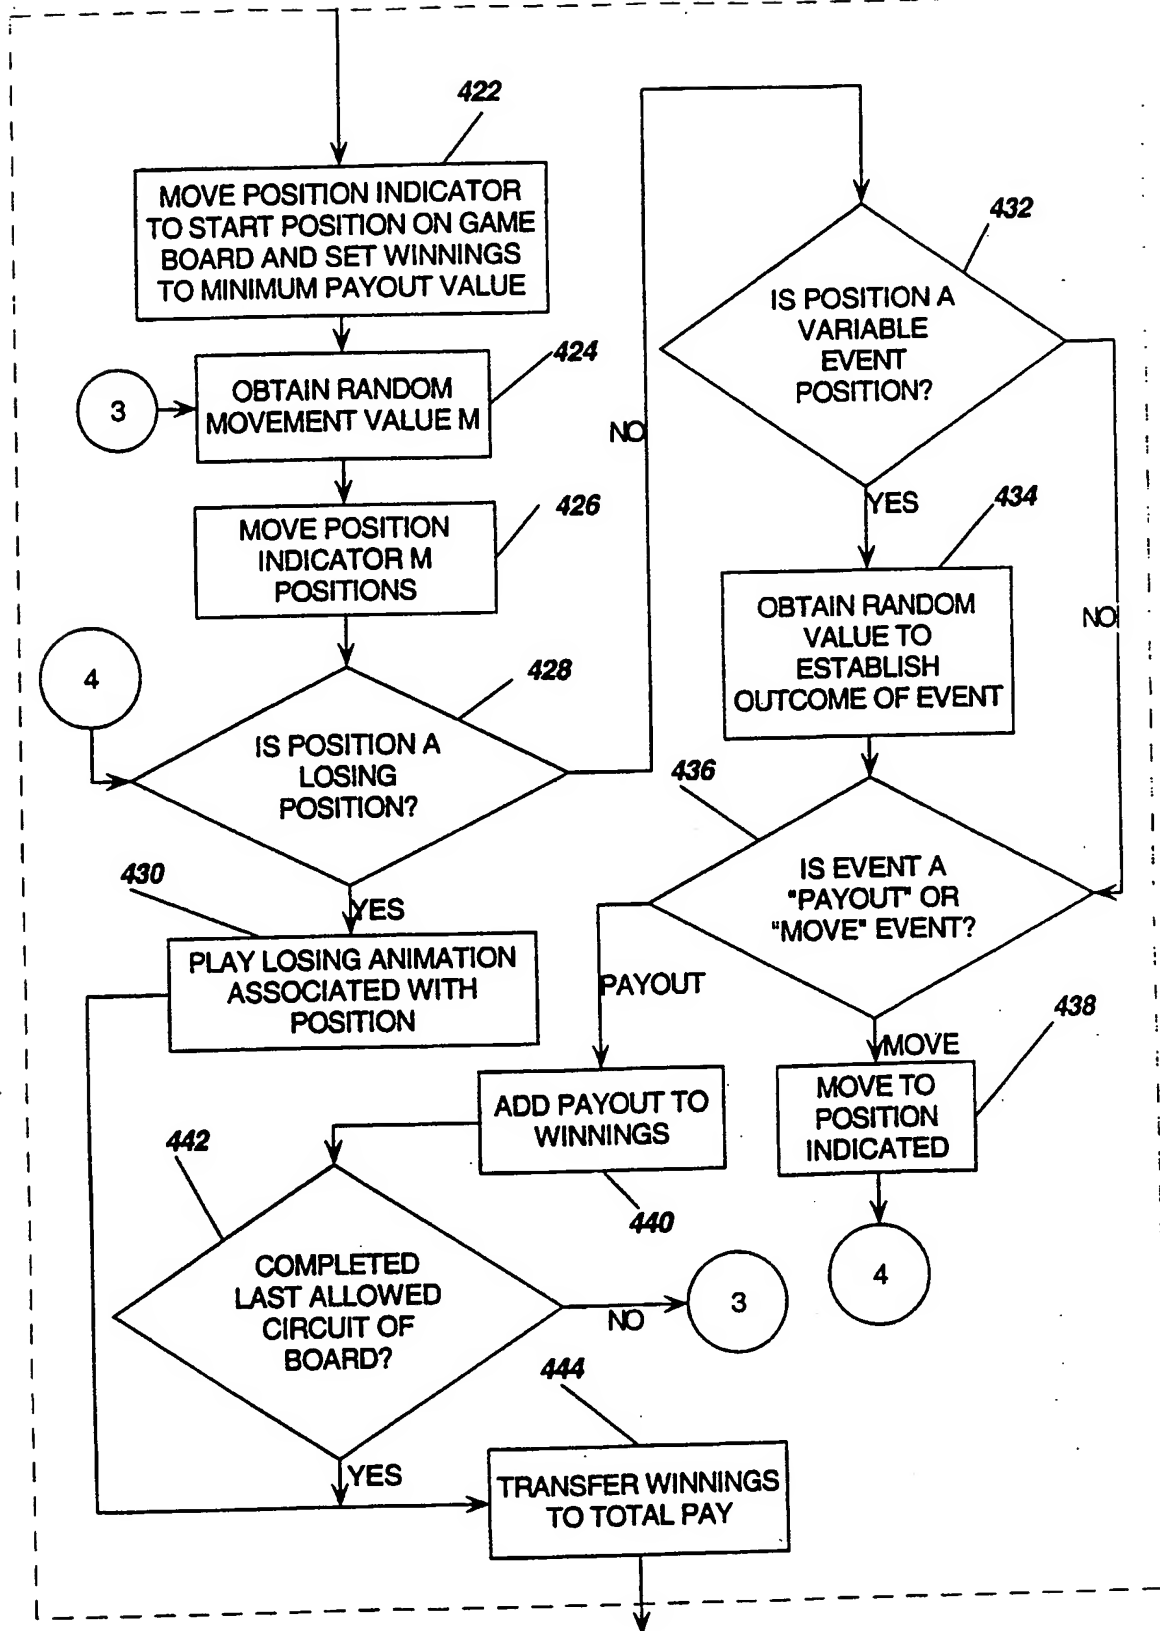 422
MOVE POSITION INDICATOR
TO START POSITION ON GAME
BOARD AND SET WINNINGS
TO MINIMUM PAYOUT VALUE
424
3
OBTAIN RANDOM
MOVEMENT VALUE M
426
MOVE POSITION
INDICATOR M
POSITIONS
4
428
IS POSITION A
LOSING
POSITION?
NO
YES
430
PLAY LOSING ANIMATION
ASSOCIATED WITH
POSITION
432
IS POSITION A
VARIABLE
EVENT
POSITION?
YES
NO
434
OBTAIN RANDOM
VALUE TO
ESTABLISH
OUTCOME OF EVENT
436
IS EVENT A
"PAYOUT" OR
"MOVE" EVENT?
PAYOUT
MOVE
438
MOVE TO
POSITION
INDICATED
4
ADD PAYOUT TO
WINNINGS
440
442
COMPLETED
LAST ALLOWED
CIRCUIT OF
BOARD?
NO
3
YES
444
TRANSFER WINNINGS
TO TOTAL PAY